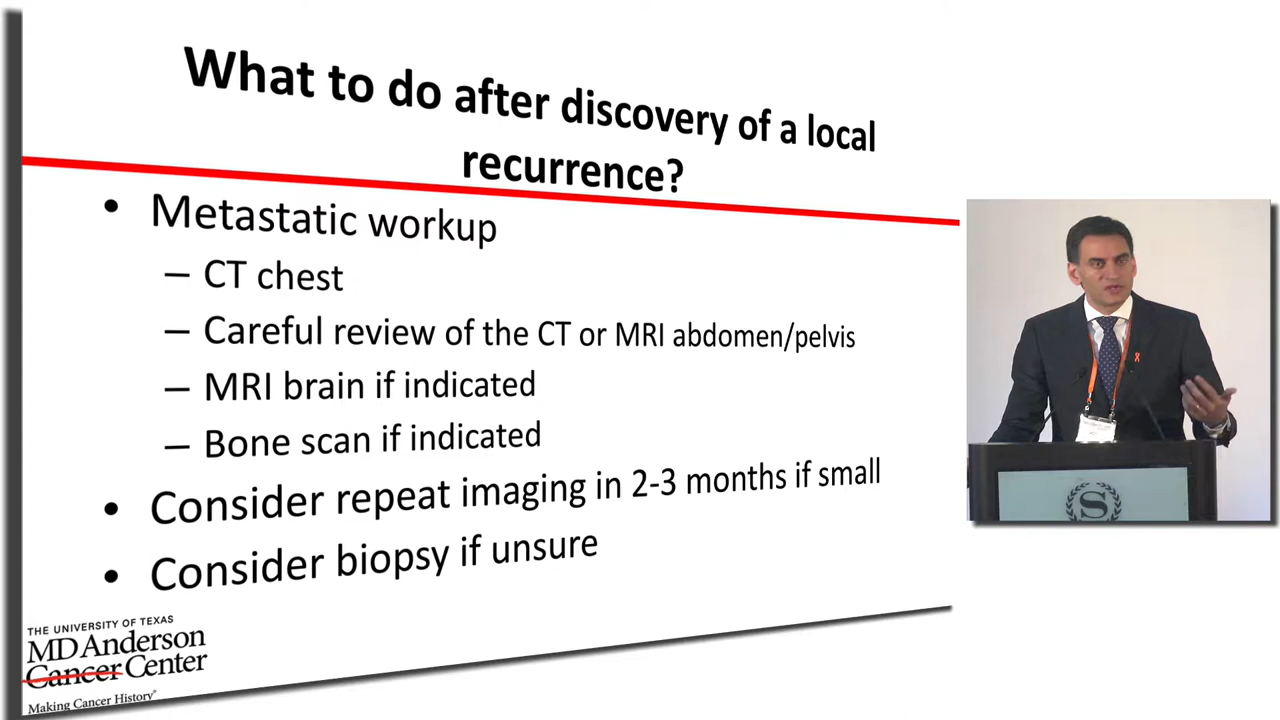 What to do after discovery of a local
recurrence?
• Metastatic workup
– CT chest
– Careful review of the CT or MRI abdomen/pelvis
– MRI brain if indicated
– Bone scan if indicated
• Consider repeat imaging in 2-3 months if small
• Consider biopsy if unsure
THE UNIVERSITY OF TEXAS
MD Anderson
Cancer Center
Making Cancer History®
S